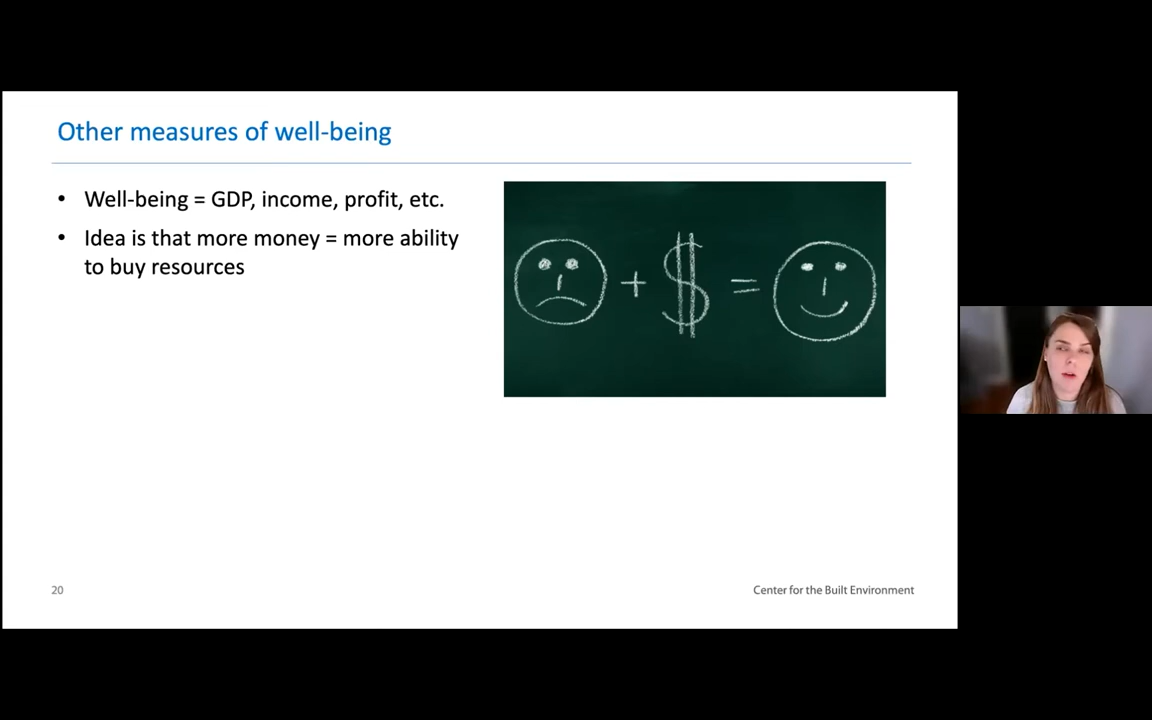 Other measures of well-being
• Well-being = GDP, income, profit, etc.
• Idea is that more money = more ability
to buy resources
+ $ =
20
Center for the Built Environment